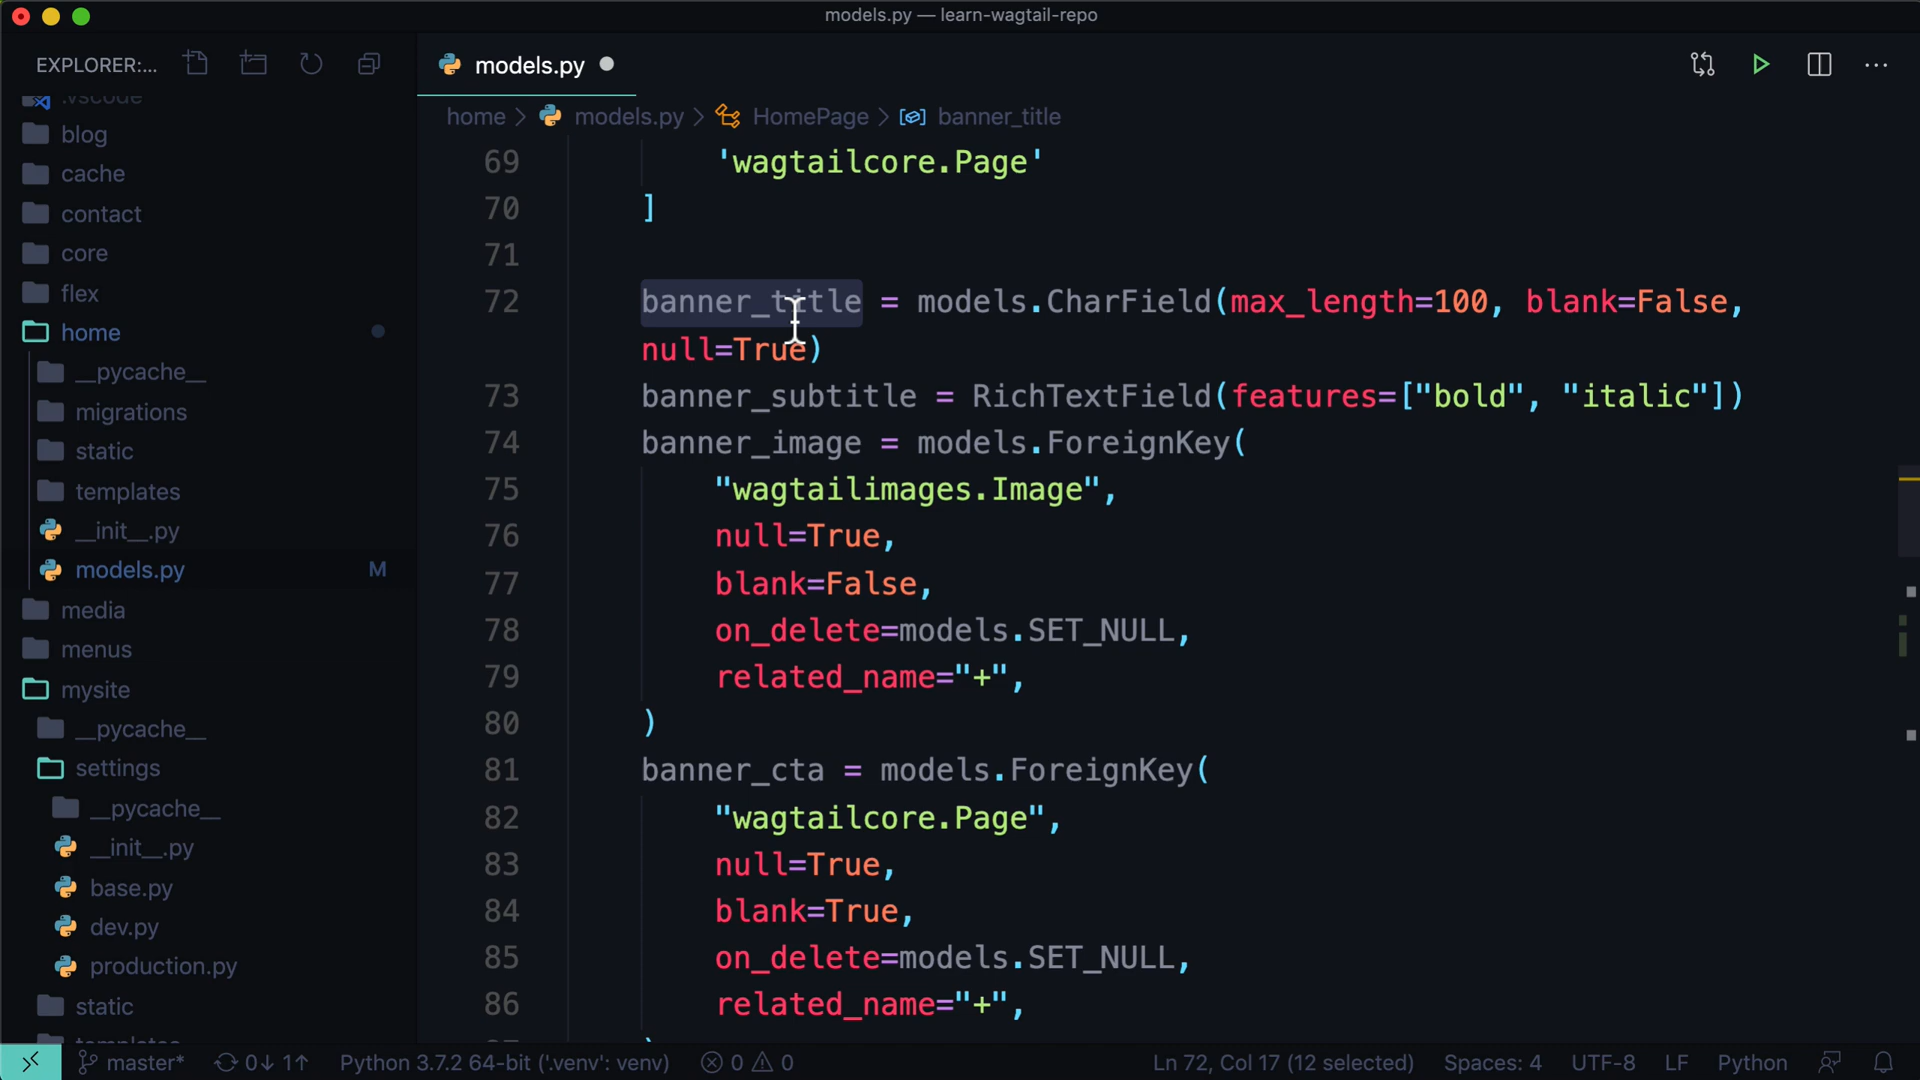 models.py — learn-wagtail-repo
EXPLORER:...
.vscode
blog
cache
contact
core
flex
home
__pycache__
migrations
static
templates
__init__.py
models.py M
media
menus
mysite
__pycache__
settings
__pycache__
__init__.py
base.py
dev.py
production.py
static
templates
models.py
home > models.py > HomePage > banner_title
69 'wagtailcore.Page'
70 ]
71
72 banner_title = models.CharField(max_length=100, blank=False,
null=True)
73 banner_subtitle = RichTextField(features=["bold", "italic"])
74 banner_image = models.ForeignKey(
75 "wagtailimages.Image",
76 null=True,
77 blank=False,
78 on_delete=models.SET_NULL,
79 related_name="+",
80 )
81 banner_cta = models.ForeignKey(
82 "wagtailcore.Page",
83 null=True,
84 blank=True,
85 on_delete=models.SET_NULL,
86 related_name="+",
master* 0↓ 1↑ Python 3.7.2 64-bit ('.venv': venv) 0 0 Ln 72, Col 17 (12 selected) Spaces: 4 UTF-8 LF Python